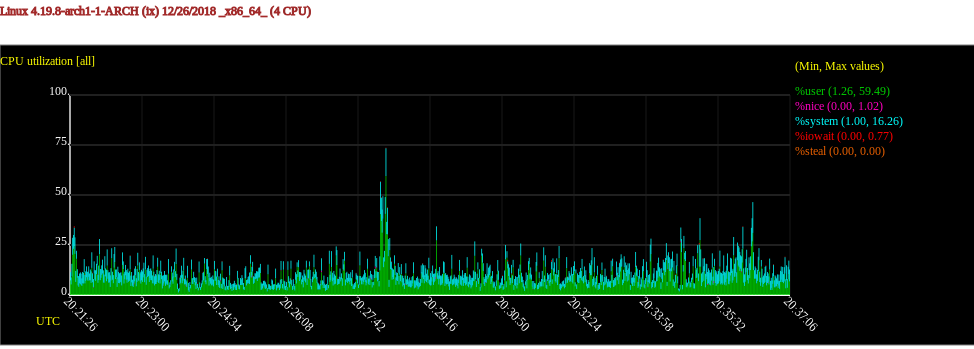 Linux 4.19.8-arch1-1-ARCH (ix) 12/26/2018 _x86_64_ (4 CPU)
CPU utilization [all]
(Min, Max values)
%user (1.26, 59.49)
%nice (0.00, 1.02)
%system (1.00, 16.26)
%iowait (0.00, 0.77)
%steal (0.00, 0.00)
100.
75.
50.
25.
0.
20:21:26
20:23:00
20:24:34
20:26:08
20:27:42
20:29:16
20:30:50
20:32:24
20:33:58
20:35:32
20:37:06
UTC